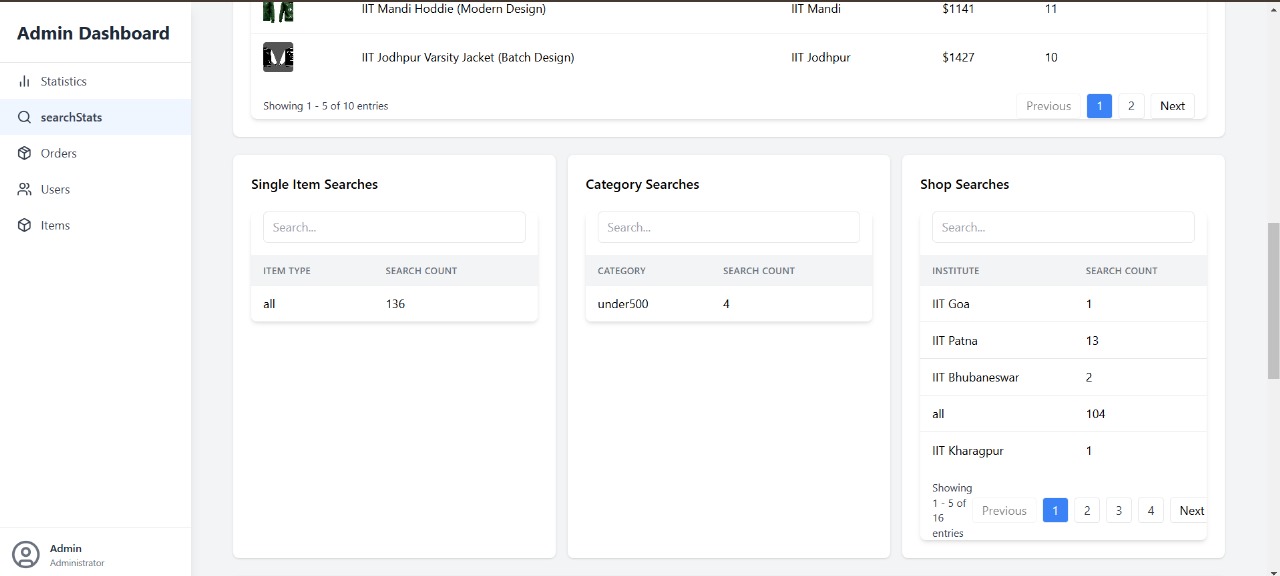 Admin Dashboard
Statistics
searchStats
Orders
Users
Items
Admin
Administrator
IIT Mandi Hoddie (Modern Design) IIT Mandi $1141 11
IIT Jodhpur Varsity Jacket (Batch Design) IIT Jodhpur $1427 10
Showing 1 - 5 of 10 entries Previous 1 2 Next
Single Item Searches
Search...
ITEM TYPE SEARCH COUNT
all 136
Category Searches
Search...
CATEGORY SEARCH COUNT
under500 4
Shop Searches
Search...
INSTITUTE SEARCH COUNT
IIT Goa 1
IIT Patna 13
IIT Bhubaneswar 2
all 104
IIT Kharagpur 1
Showing
1 - 5 of
16
entries
Previous 1 2 3 4 Next